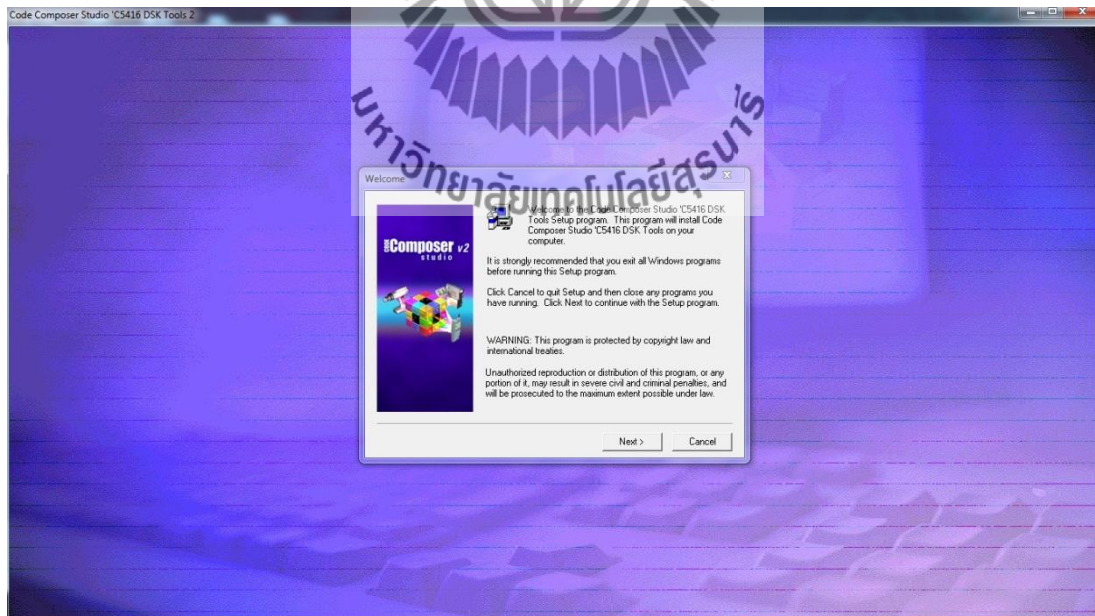 Code Composer Studio 'C5416 DSK Tools 2
มหาวิทยาลัยเทคโนโลยีสุรนารี
Welcome
CODE
Composer v2
studio
Welcome to the Code Composer Studio 'C5416 DSK
Tools Setup program. This program will install Code
Composer Studio 'C5416 DSK Tools on your
computer.
It is strongly recommended that you exit all Windows programs
before running this Setup program.
Click Cancel to quit Setup and then close any programs you
have running. Click Next to continue with the Setup program.
WARNING: This program is protected by copyright law and
international treaties.
Unauthorized reproduction or distribution of this program, or any
portion of it, may result in severe civil and criminal penalties, and
will be prosecuted to the maximum extent possible under law.
Next >
Cancel